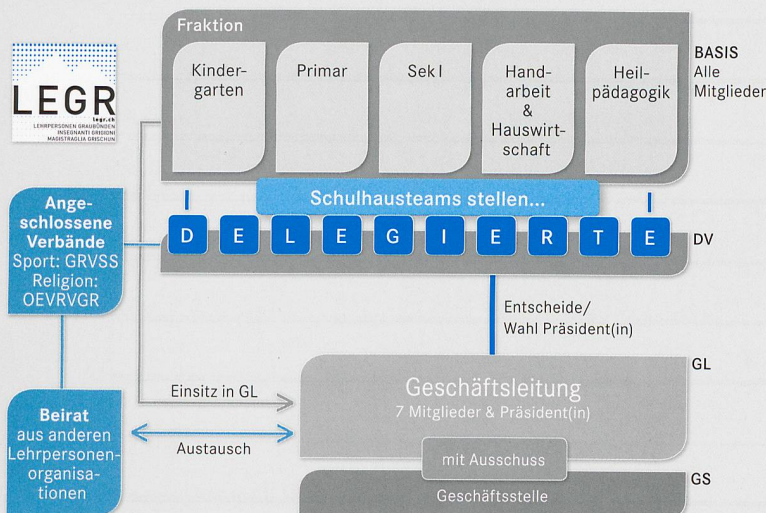 Fraktion
Kinder-
garten
Primar
Sek I
Hand-
arbeit
&
Hauswirt-
schaft
Heil-
pädagogik
BASIS
Alle
Mitglieder
LEGR
legr.ch
LEHRPERSONEN GRAUBÜNDEN
INSEGNANTI GRIGIONI
MAGISTRAGLIA GRISCHUN
Schulhausteams stellen...
D E L E G I E R T E
DV
Ange-
schlossene
Verbände
Sport: GRVSS
Religion:
OEVRVGR
Entscheide/
Wahl Präsident(in)
GL
Geschäftsleitung
7 Mitglieder & Präsident(in)
Einsitz in GL
Austausch
Beirat
aus anderen
Lehrpersonen-
organisa-
tionen
mit Ausschuss
GS
Geschäftsstelle